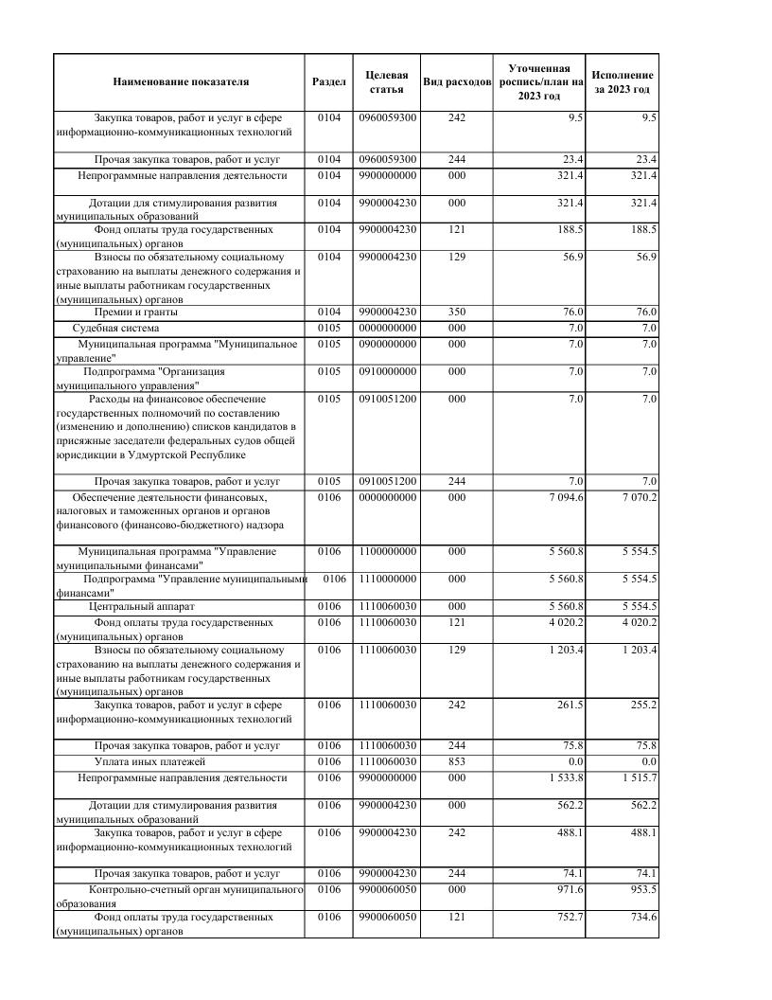 Наименование показателя Раздел Целевая статья Вид расходов Уточненная роспись/план на 2023 год Исполнение за 2023 год
Закупка товаров, работ и услуг в сфере 0104 0960059300 242 9.5 9.5
информационно-коммуникационных технологий
Прочая закупка товаров, работ и услуг 0104 0960059300 244 23.4 23.4
Непрограммные направления деятельности 0104 9900000000 000 321.4 321.4
Дотации для стимулирования развития 0104 9900004230 000 321.4 321.4
муниципальных образований
Фонд оплаты труда государственных 0104 9900004230 121 188.5 188.5
(муниципальных) органов
Взносы по обязательному социальному 0104 9900004230 129 56.9 56.9
страхованию на выплаты денежного содержания и
иные выплаты работникам государственных
(муниципальных) органов
Премии и гранты 0104 9900004230 350 76.0 76.0
Судебная система 0105 0000000000 000 7.0 7.0
Муниципальная программа "Муниципальное 0105 0900000000 000 7.0 7.0
управление"
Подпрограмма "Организация 0105 0910000000 000 7.0 7.0
муниципального управления"
Расходы на финансовое обеспечение 0105 0910051200 000 7.0 7.0
государственных полномочий по составлению
(изменению и дополнению) списков кандидатов в
присяжные заседатели федеральных судов общей
юрисдикции в Удмуртской Республике
Прочая закупка товаров, работ и услуг 0105 0910051200 244 7.0 7.0
Обеспечение деятельности финансовых, 0106 0000000000 000 7 094.6 7 070.2
налоговых и таможенных органов и органов
финансового (финансово-бюджетного) надзора
Муниципальная программа "Управление 0106 1100000000 000 5 560.8 5 554.5
муниципальными финансами"
Подпрограмма "Управление муниципальными 0106 1110000000 000 5 560.8 5 554.5
финансами"
Центральный аппарат 0106 1110060030 000 5 560.8 5 554.5
Фонд оплаты труда государственных 0106 1110060030 121 4 020.2 4 020.2
(муниципальных) органов
Взносы по обязательному социальному 0106 1110060030 129 1 203.4 1 203.4
страхованию на выплаты денежного содержания и
иные выплаты работникам государственных
(муниципальных) органов
Закупка товаров, работ и услуг в сфере 0106 1110060030 242 261.5 255.2
информационно-коммуникационных технологий
Прочая закупка товаров, работ и услуг 0106 1110060030 244 75.8 75.8
Уплата иных платежей 0106 1110060030 853 0.0 0.0
Непрограммные направления деятельности 0106 9900000000 000 1 533.8 1 515.7
Дотации для стимулирования развития 0106 9900004230 000 562.2 562.2
муниципальных образований
Закупка товаров, работ и услуг в сфере 0106 9900004230 242 488.1 488.1
информационно-коммуникационных технологий
Прочая закупка товаров, работ и услуг 0106 9900004230 244 74.1 74.1
Контрольно-счетный орган муниципального 0106 9900060050 000 971.6 953.5
образования
Фонд оплаты труда государственных 0106 9900060050 121 752.7 734.6
(муниципальных) органов